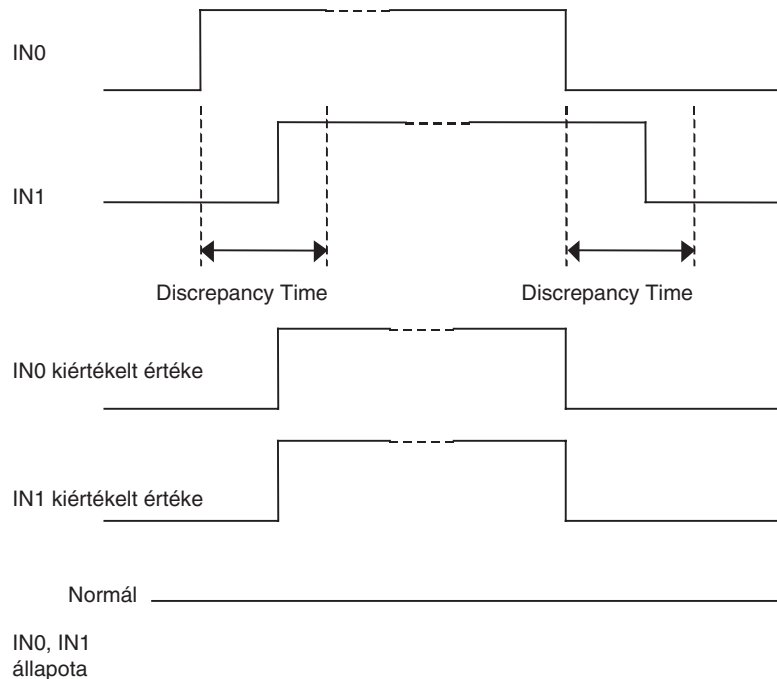 IN0
IN1
Discrepancy Time
Discrepancy Time
IN0 kiértékelt értéke
IN1 kiértékelt értéke
Normál
IN0, IN1
állapota